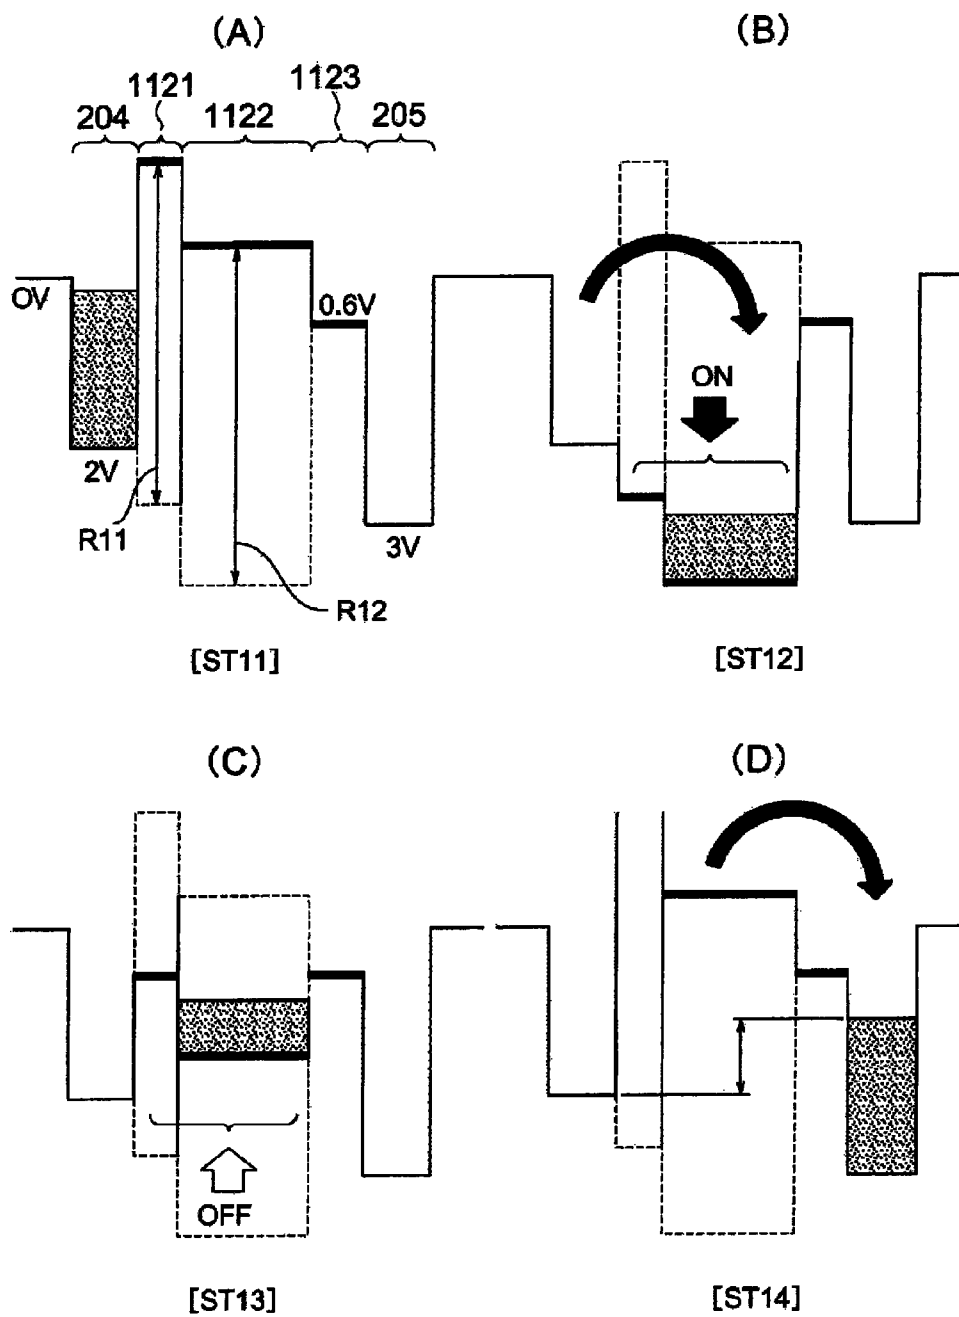 (A)
1121
1123
204
1122
205
0V
0.6V
2V
R11
3V
R12
[ST11]
(B)
ON
[ST12]
(C)
OFF
[ST13]
(D)
[ST14]